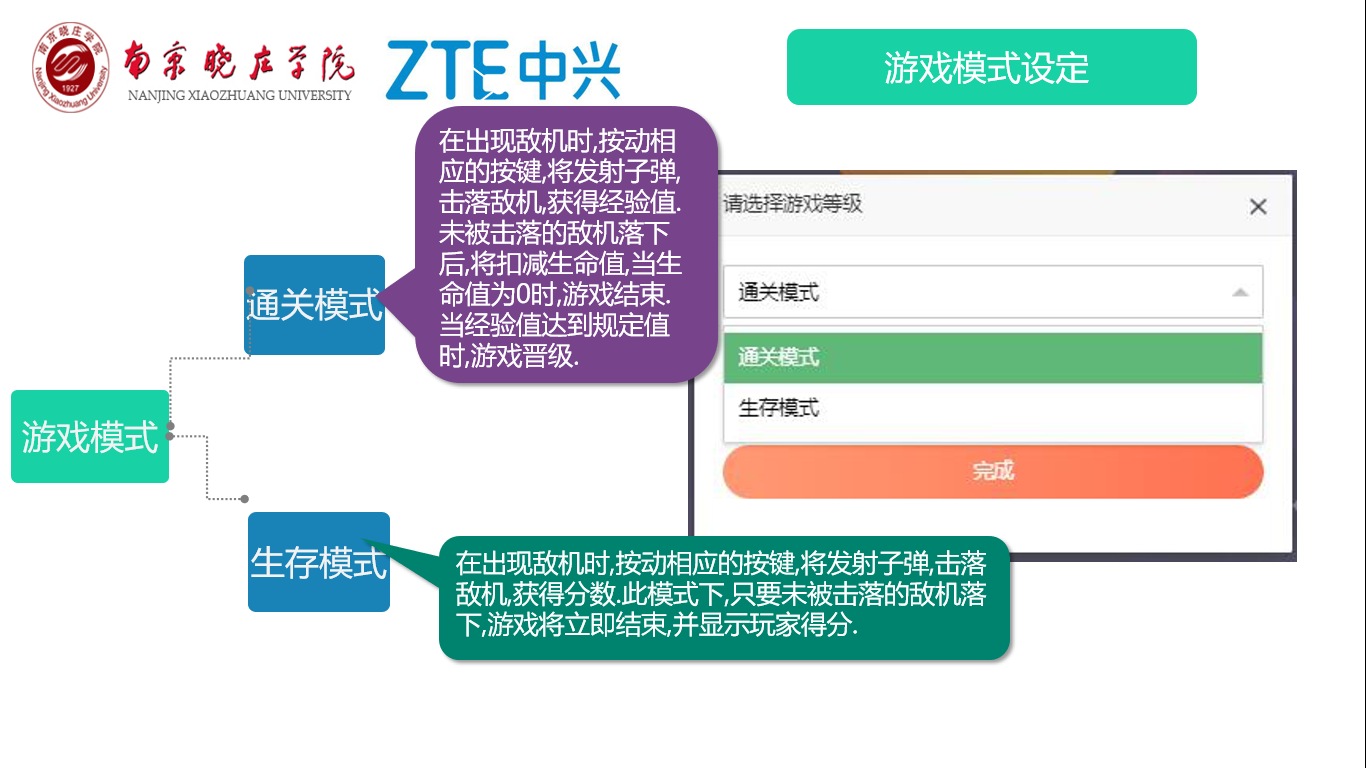 南京晓庄学院
Nanjing Xiaozhuang University
1927
南京晓庄学院
NANJING XIAOZHUANG UNIVERSITY
ZTE中兴
游戏模式设定
在出现敌机时,按动相
应的按键,将发射子弹,
击落敌机,获得经验值.
未被击落的敌机落下
后,将扣减生命值,当生
命值为0时,游戏结束.
当经验值达到规定值
时,游戏晋级.
请选择游戏等级
通关模式
通关模式
生存模式
完成
通关模式
游戏模式
生存模式
在出现敌机时,按动相应的按键,将发射子弹,击落
敌机,获得分数.此模式下,只要未被击落的敌机落
下,游戏将立即结束,并显示玩家得分.